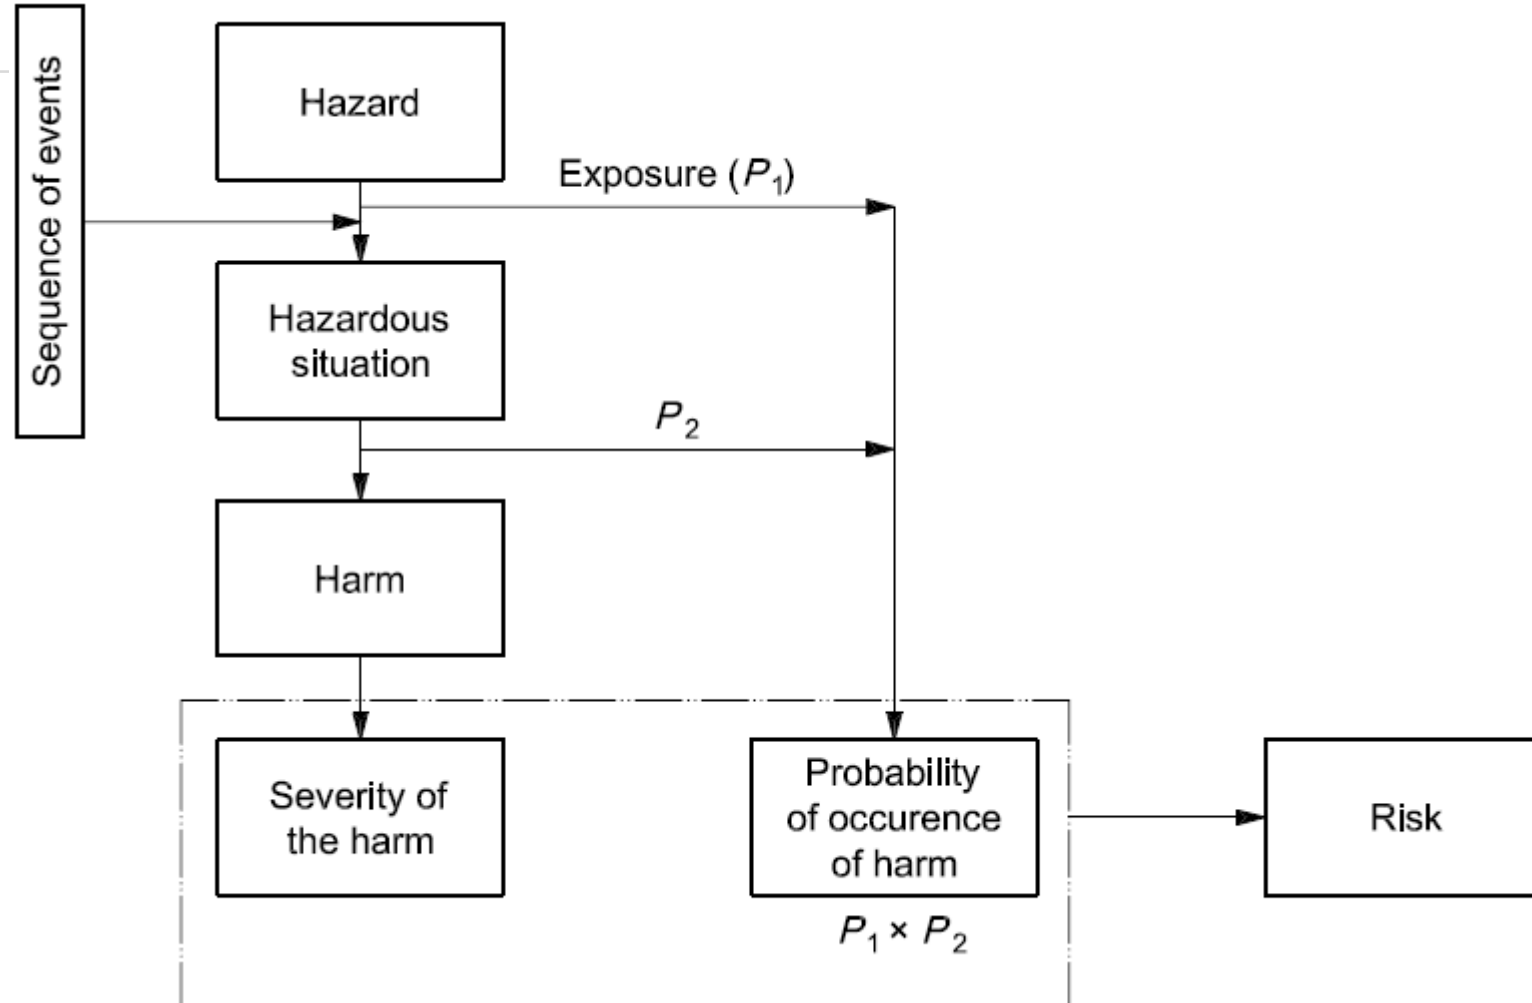 Sequence of events
Hazard
Exposure (P1)
Hazardous
situation
P2
Harm
Severity of
the harm
Probability
of occurence
of harm
P1 × P2
Risk